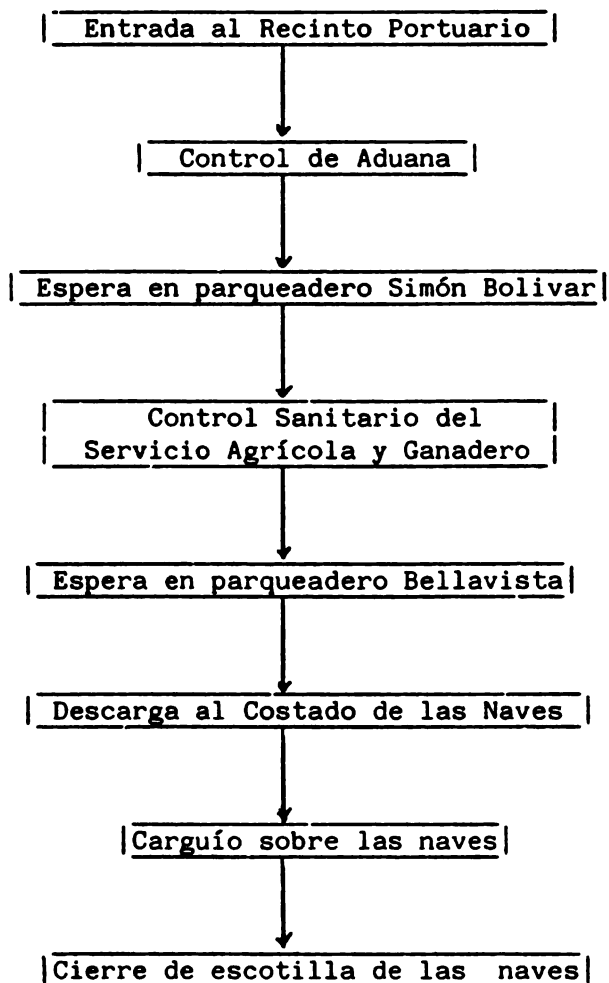 Entrada al Recinto Portuario
Control de Aduana
Espera en parqueadero Simón Bolivar
Control Sanitario del
Servicio Agrícola y Ganadero
Espera en parqueadero Bellavista
Descarga al Costado de las Naves
Carguío sobre las naves
Cierre de escotilla de las naves